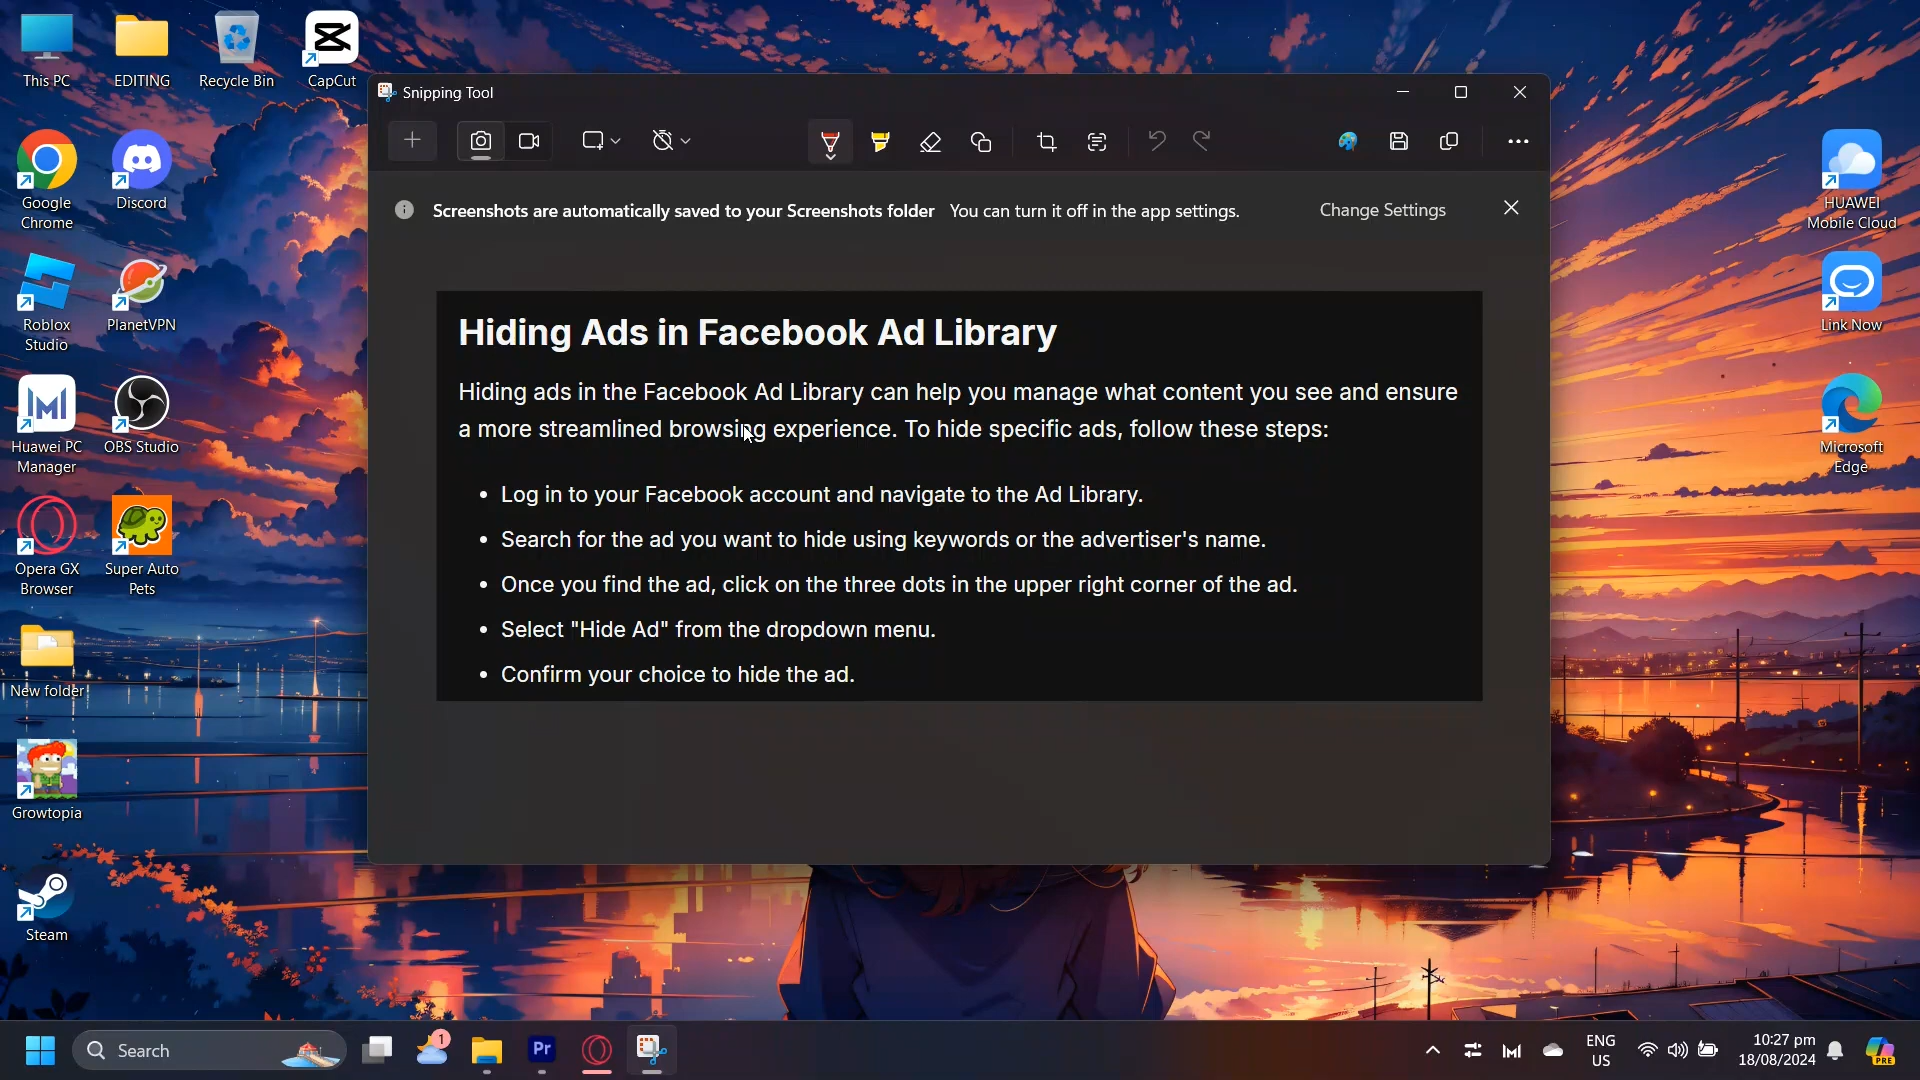 This PC
EDITING
Recycle Bin
CapCut
Google
Chrome
Discord
Roblox
Studio
PlanetVPN
Huawei PC
Manager
OBS Studio
Opera GX
Browser
Super Auto
Pets
New folder
Growtopia
Steam
Snipping Tool
Screenshots are automatically saved to your Screenshots folder You can turn it off in the app settings.
Change Settings
Hiding Ads in Facebook Ad Library
Hiding ads in the Facebook Ad Library can help you manage what content you see and ensure
a more streamlined browsing experience. To hide specific ads, follow these steps:
• Log in to your Facebook account and navigate to the Ad Library.
• Search for the ad you want to hide using keywords or the advertiser's name.
• Once you find the ad, click on the three dots in the upper right corner of the ad.
• Select "Hide Ad" from the dropdown menu.
• Confirm your choice to hide the ad.
HUAWEI
Mobile Cloud
Link Now
Microsoft
Edge
Search
1
Pr
ENG
US
10:27 pm
18/08/2024
PRE